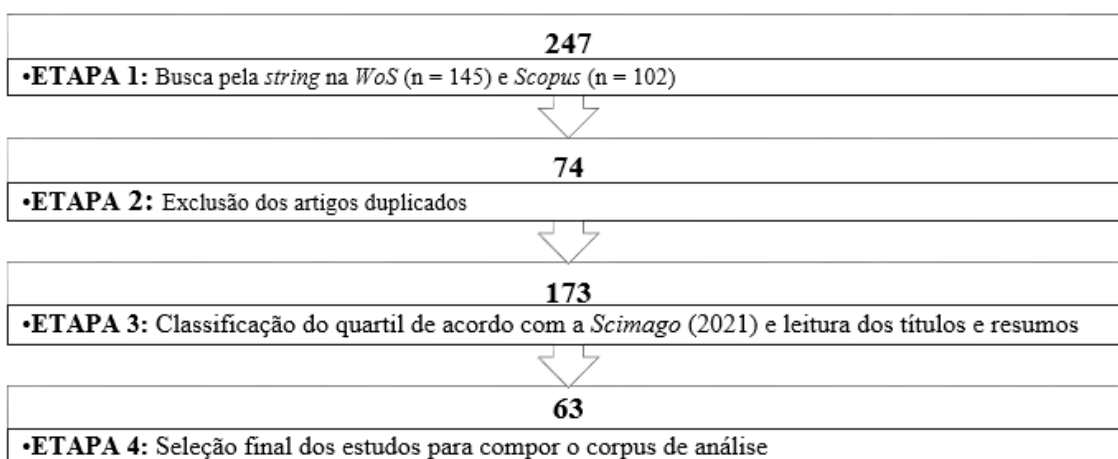 247
•ETAPA 1: Busca pela string na WoS (n = 145) e Scopus (n = 102)
74
•ETAPA 2: Exclusão dos artigos duplicados
173
•ETAPA 3: Classificação do quartil de acordo com a Scimago (2021) e leitura dos títulos e resumos
63
•ETAPA 4: Seleção final dos estudos para compor o corpus de análise